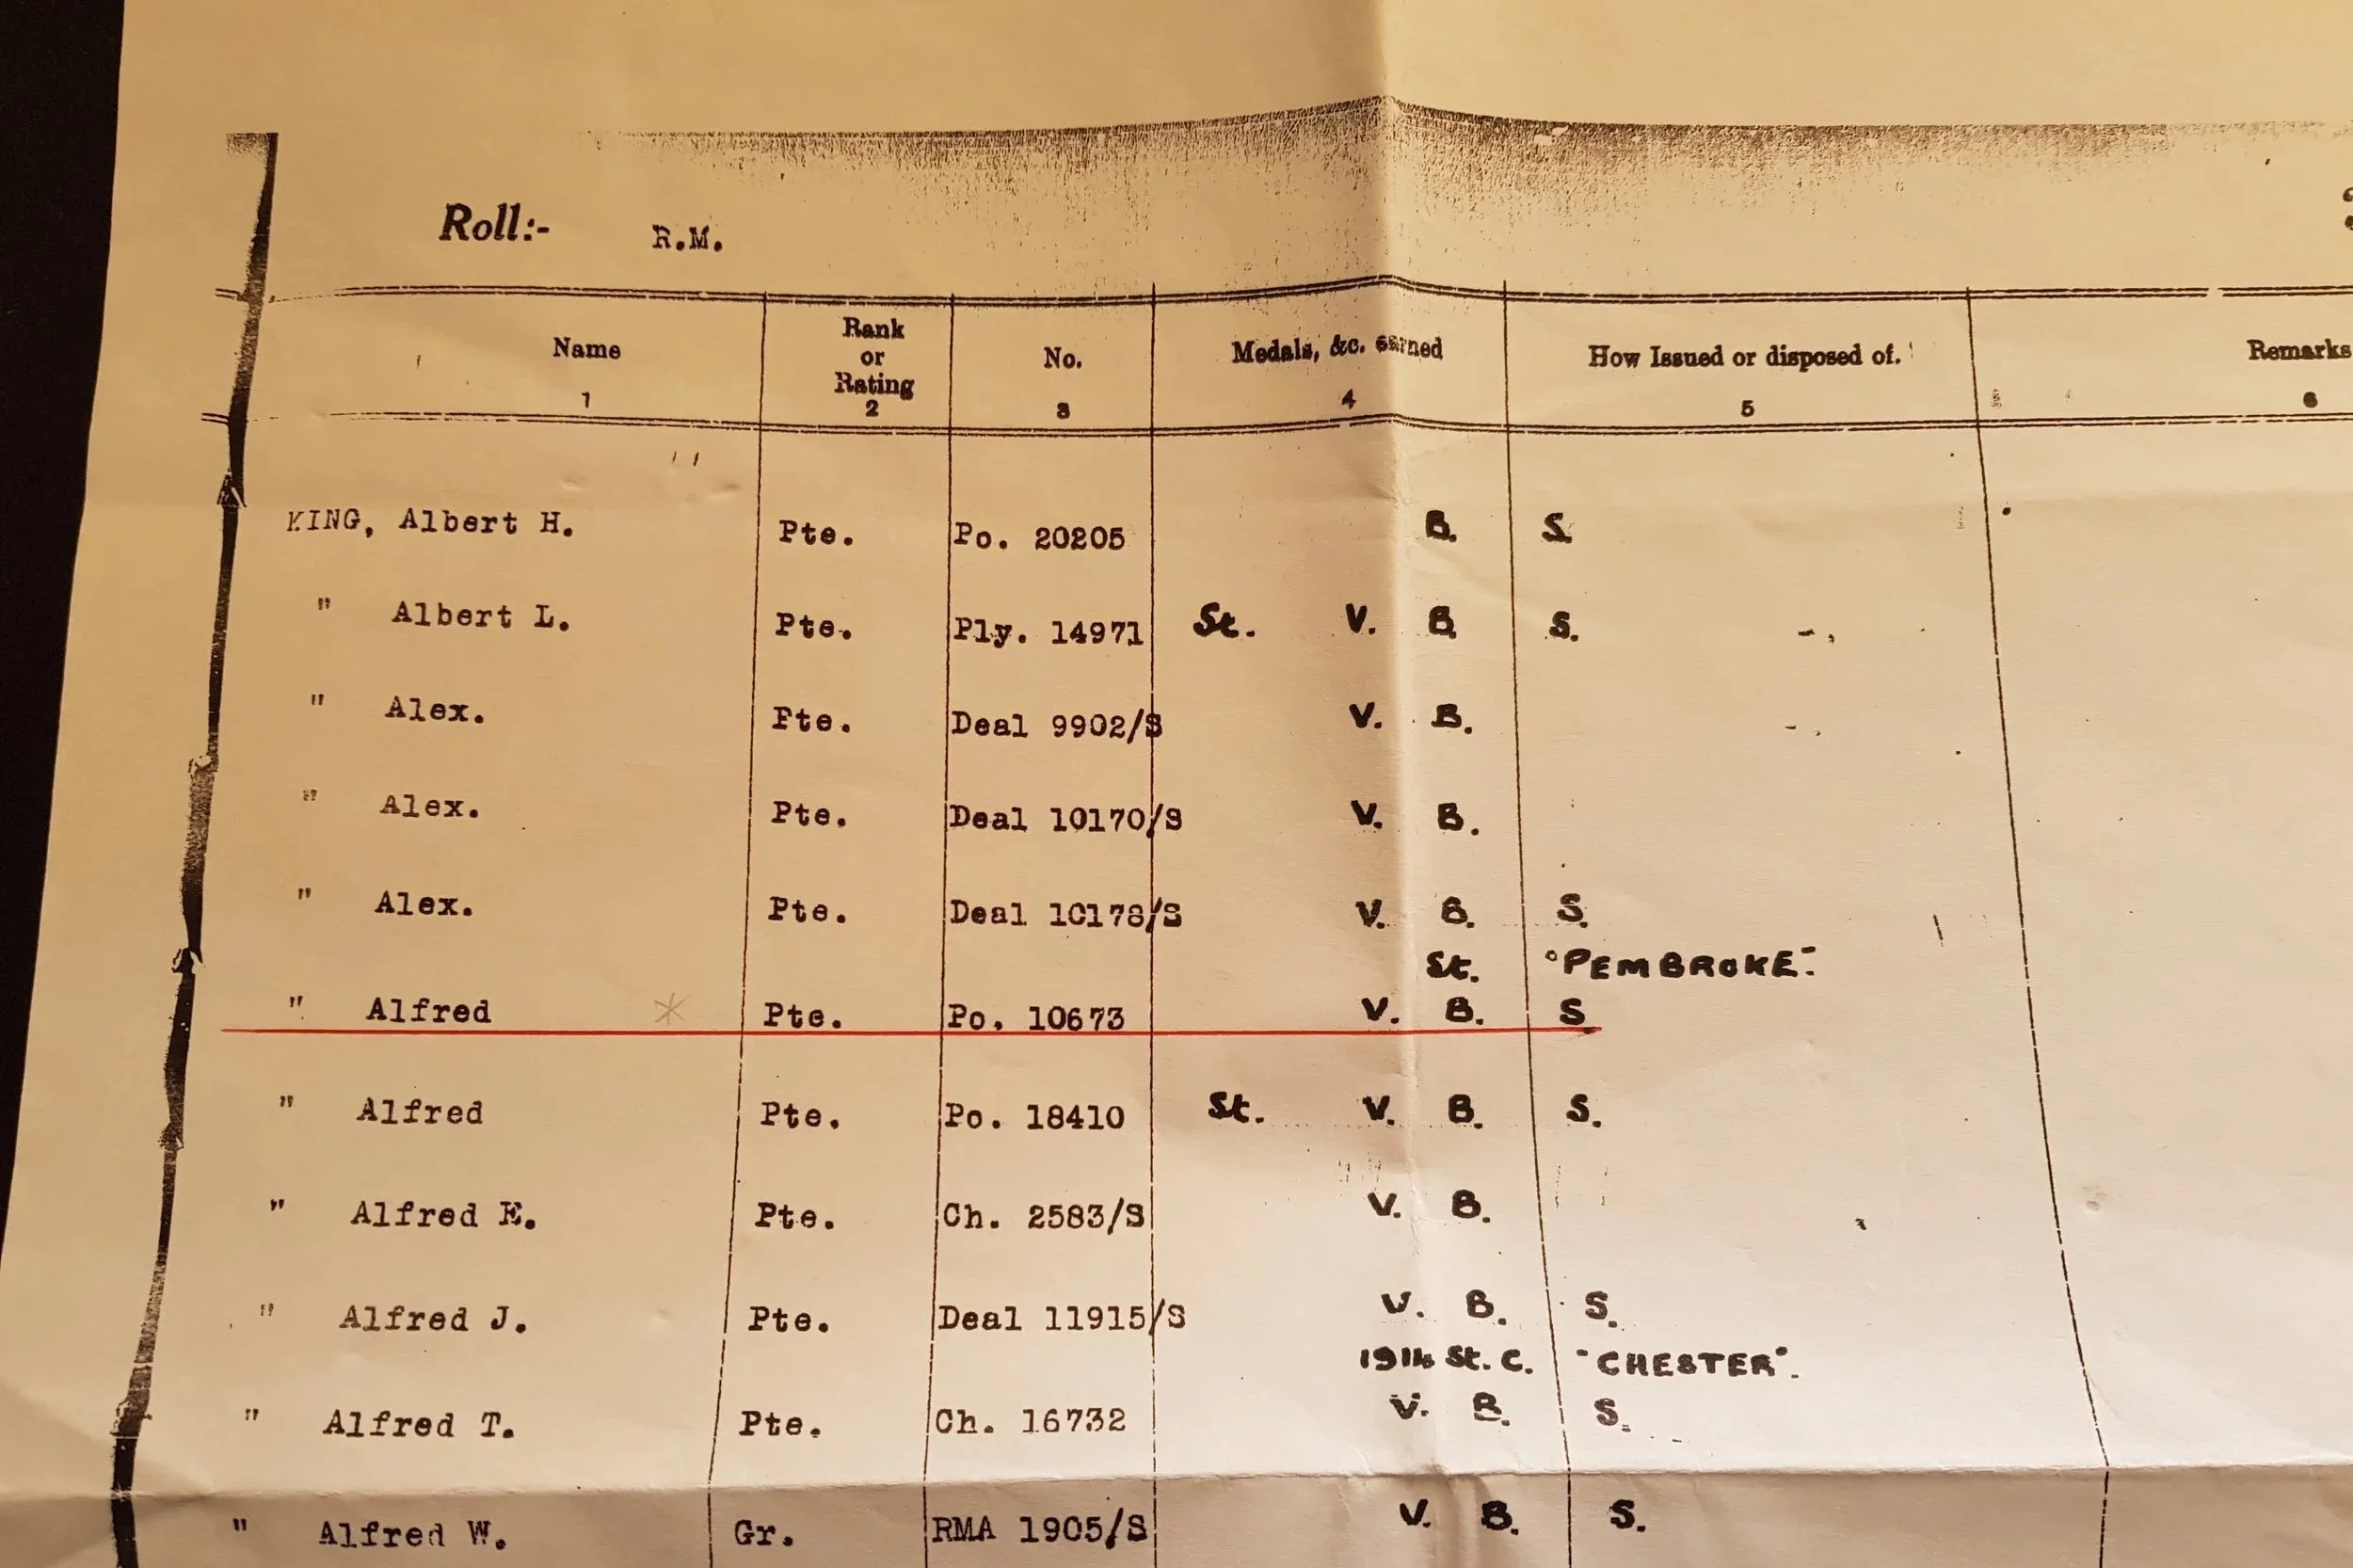 Roll:- R.M.
Name Rank or Rating No. Medals, &c. earned How Issued or disposed of. Remarks
1 2 3 4 5 6
KING, Albert H. Pte. Po. 20205 B. S.
" Albert L. Pte. Ply. 14971 St. V. B. S.
" Alex. Pte. Deal 9902/S V. B.
" Alex. Pte. Deal 10170/S V. B.
" Alex. Pte. Deal 10178/S V. B. S.
St. "PEMBROKE".
" Alfred * Pte. Po. 10673 V. B. S.
" Alfred Pte. Po. 18410 St. V. B. S.
" Alfred E. Pte. Ch. 2583/S V. B.
" Alfred J. Pte. Deal 11915/S V. B. S.
1914 St. C. "CHESTER".
" Alfred T. Pte. Ch. 16732 V. B. S.
" Alfred W. Gr. RMA 1905/S V. B. S.